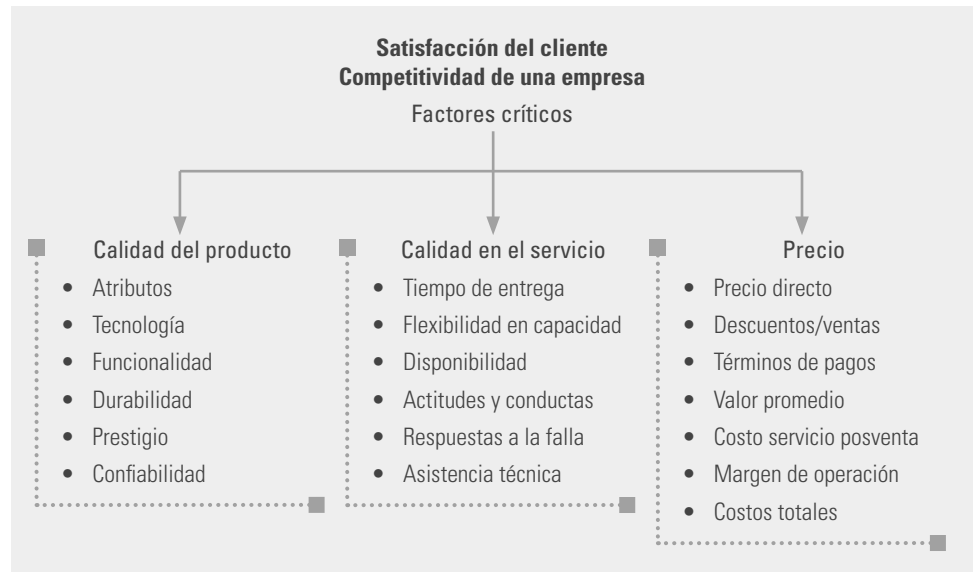 Satisfacción del cliente
Competitividad de una empresa
Factores críticos
Calidad del producto
• Atributos
• Tecnología
• Funcionalidad
• Durabilidad
• Prestigio
• Confiabilidad
Calidad en el servicio
• Tiempo de entrega
• Flexibilidad en capacidad
• Disponibilidad
• Actitudes y conductas
• Respuestas a la falla
• Asistencia técnica
Precio
• Precio directo
• Descuentos/ventas
• Términos de pagos
• Valor promedio
• Costo servicio posventa
• Margen de operación
• Costos totales